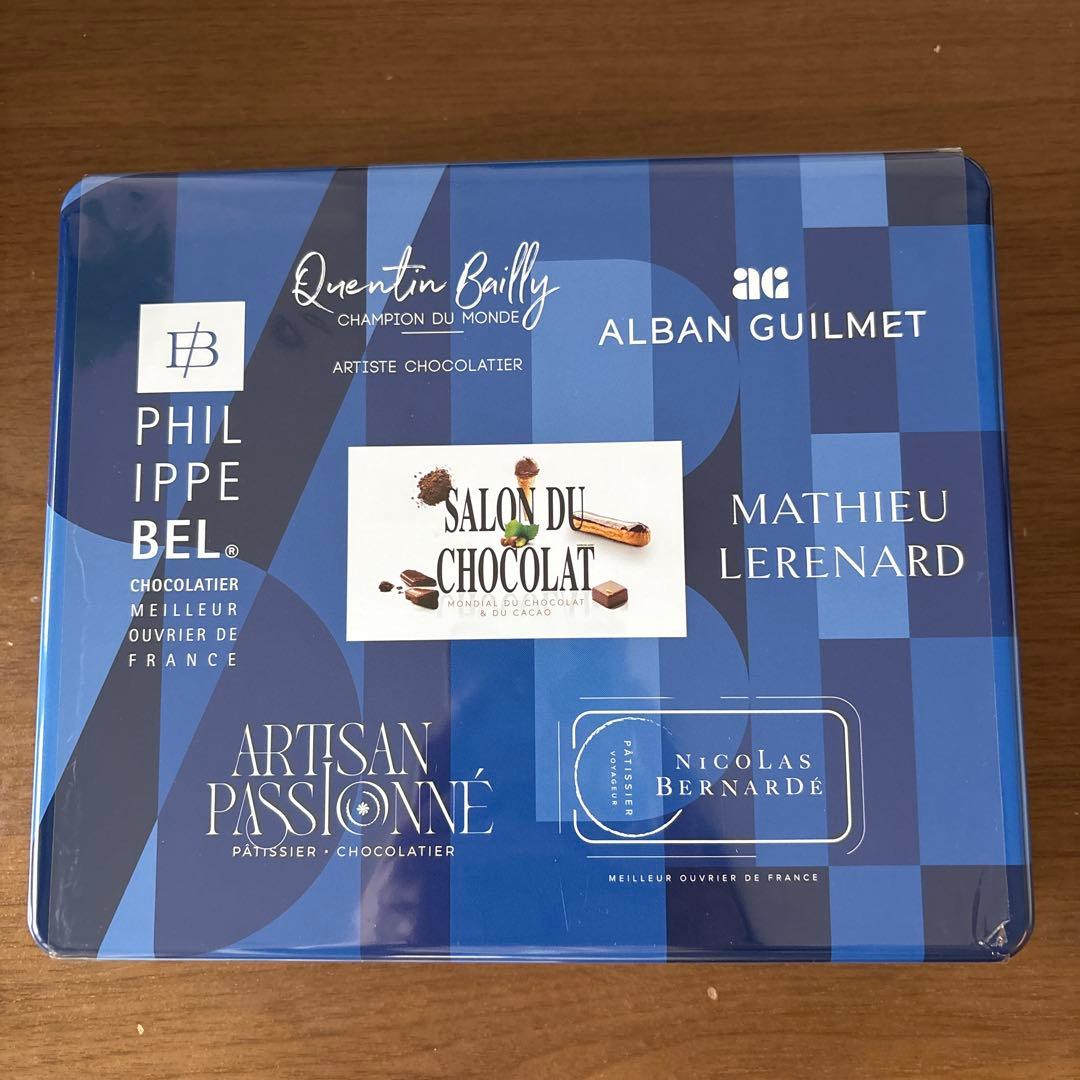 Quentin Bailly
CHAMPION DU MONDE
ARTISTE CHOCOLATIER
aG
ALBAN GUILMET
B
PHIL
IPPE
BEL®
CHOCOLATIER
MEILLEUR
OUVRIER DE
FRANCE
SALON DU
CHOCOLAT
MONDIAL DU CHOCOLAT
& DU CACAO
MATHIEU
LERENARD
ARTISAN
PASSIONNÉ
PÂTISSIER • CHOCOLATIER
PÂTISSIER
VOYAGEUR
NICOLAS
BERNARDÉ
MEILLEUR OUVRIER DE FRANCE